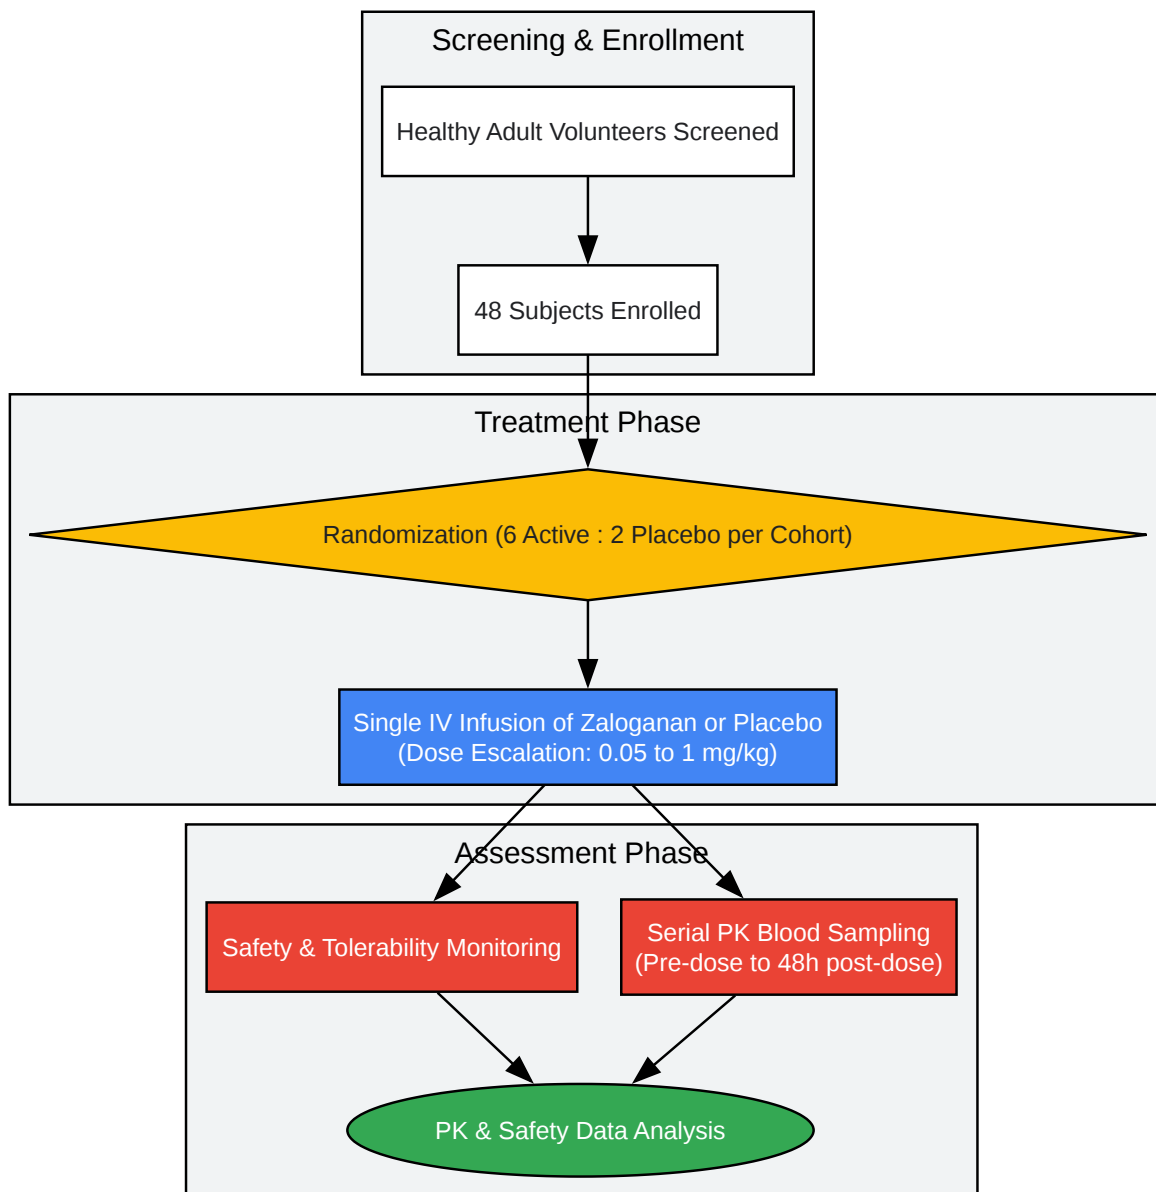 Screening & Enrollment
Healthy Adult Volunteers Screened
48 Subjects Enrolled
Treatment Phase
Randomization (6 Active : 2 Placebo per Cohort)
Single IV Infusion of Zaloganan or Placebo
(Dose Escalation: 0.05 to 1 mg/kg)
Assessment Phase
Safety & Tolerability Monitoring
Serial PK Blood Sampling
(Pre-dose to 48h post-dose)
PK & Safety Data Analysis